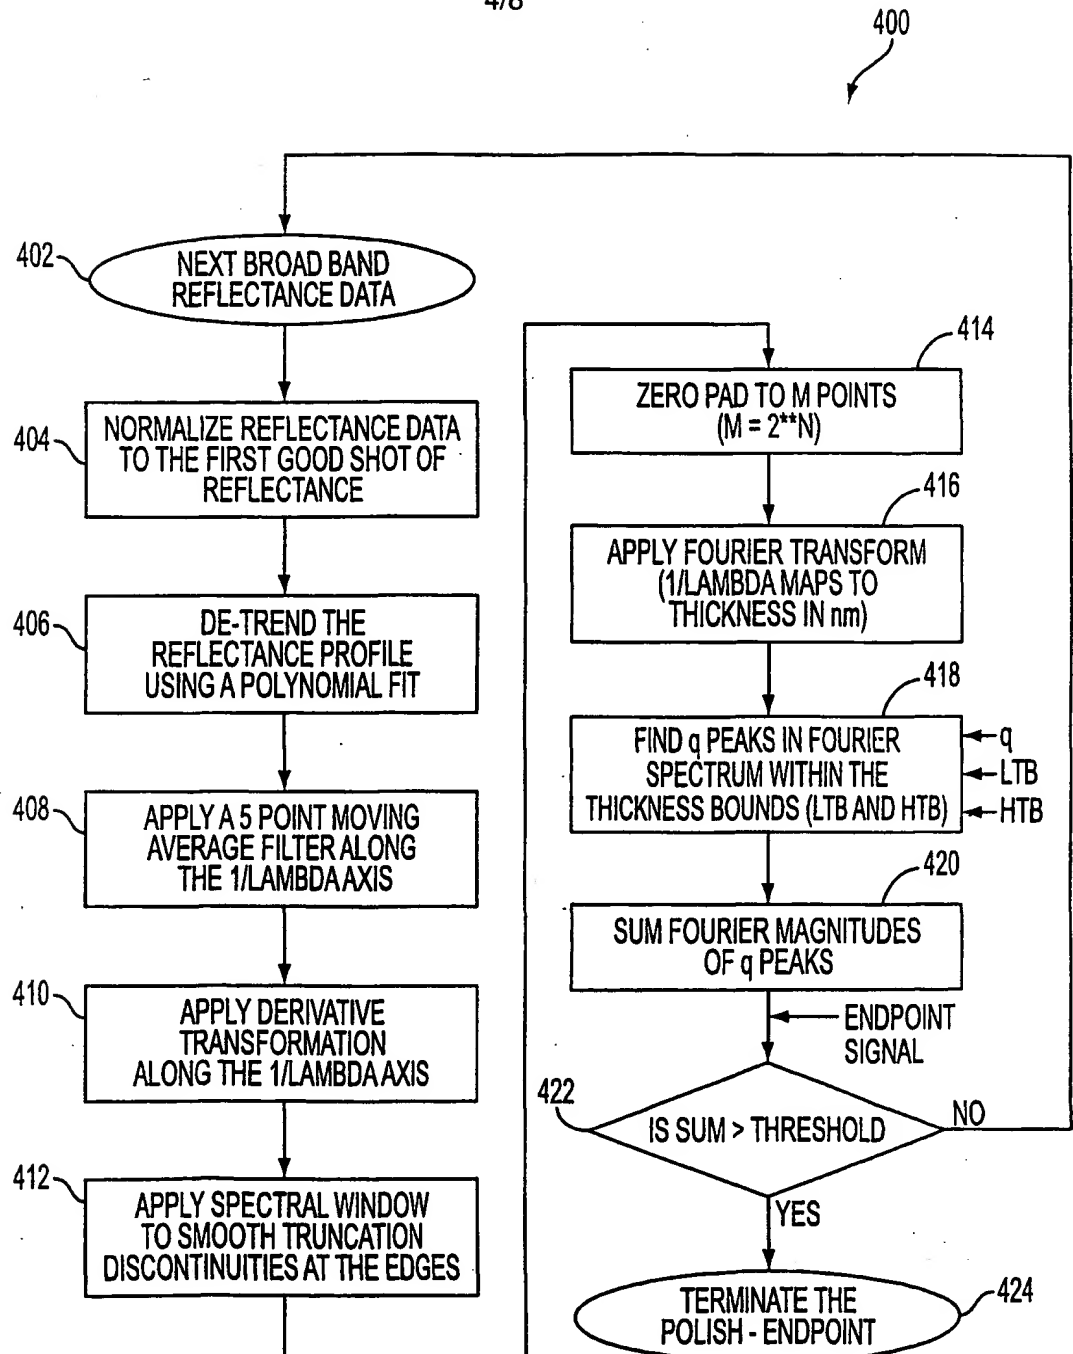 4/8
400
402
NEXT BROAD BAND
REFLECTANCE DATA
404
NORMALIZE REFLECTANCE DATA
TO THE FIRST GOOD SHOT OF
REFLECTANCE
406
DE-TREND THE
REFLECTANCE PROFILE
USING A POLYNOMIAL FIT
408
APPLY A 5 POINT MOVING
AVERAGE FILTER ALONG
THE 1/LAMBDA AXIS
410
APPLY DERIVATIVE
TRANSFORMATION
ALONG THE 1/LAMBDA AXIS
412
APPLY SPECTRAL WINDOW
TO SMOOTH TRUNCATION
DISCONTINUITIES AT THE EDGES
414
ZERO PAD TO M POINTS
(M = 2**N)
416
APPLY FOURIER TRANSFORM
(1/LAMBDA MAPS TO
THICKNESS IN nm)
418
FIND q PEAKS IN FOURIER
SPECTRUM WITHIN THE
THICKNESS BOUNDS (LTB AND HTB)
q
LTB
HTB
420
SUM FOURIER MAGNITUDES
OF q PEAKS
ENDPOINT
SIGNAL
422
IS SUM > THRESHOLD
NO
YES
424
TERMINATE THE
POLISH - ENDPOINT